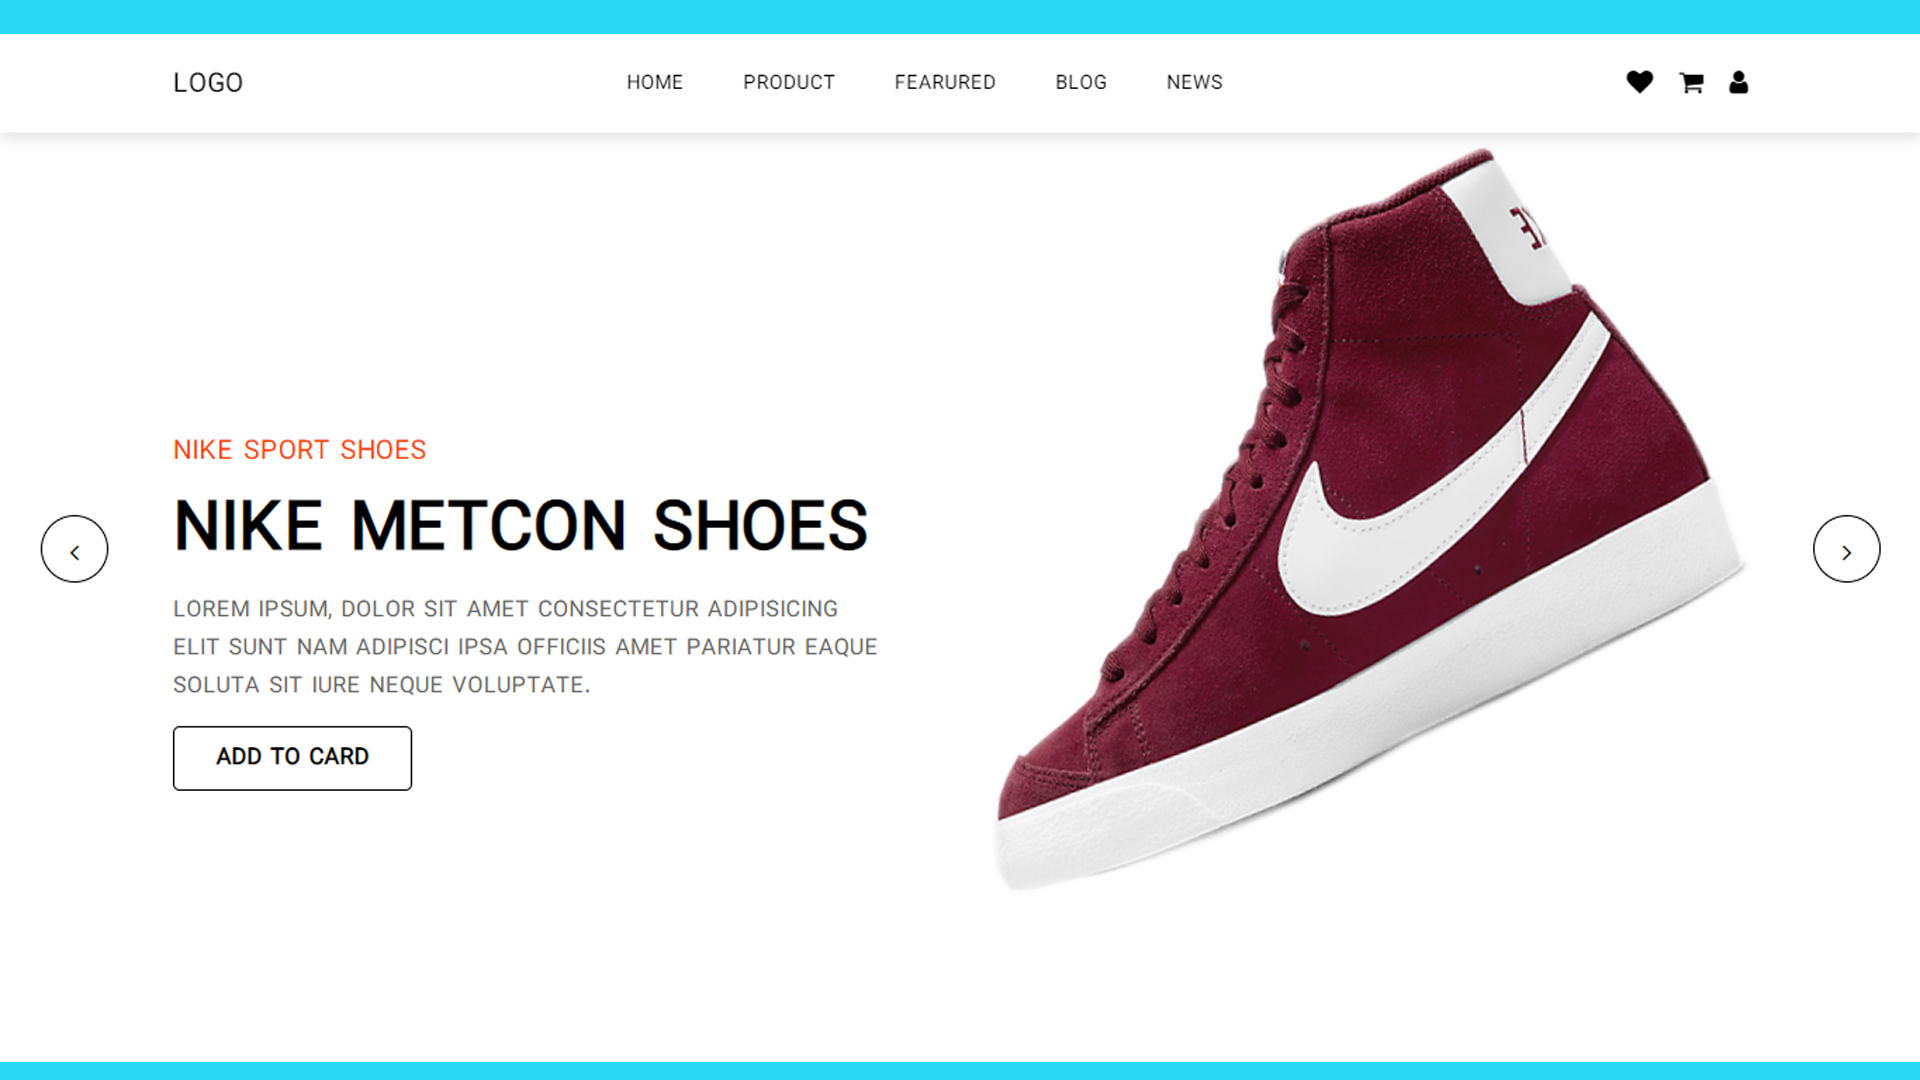 LOGO
HOME PRODUCT FEARURED BLOG NEWS
NIKE SPORT SHOES
NIKE METCON SHOES
LOREM IPSUM, DOLOR SIT AMET CONSECTETUR ADIPISICING
ELIT SUNT NAM ADIPISCI IPSA OFFICIIS AMET PARIATUR EAQUE
SOLUTA SIT IURE NEQUE VOLUPTATE.
ADD TO CARD